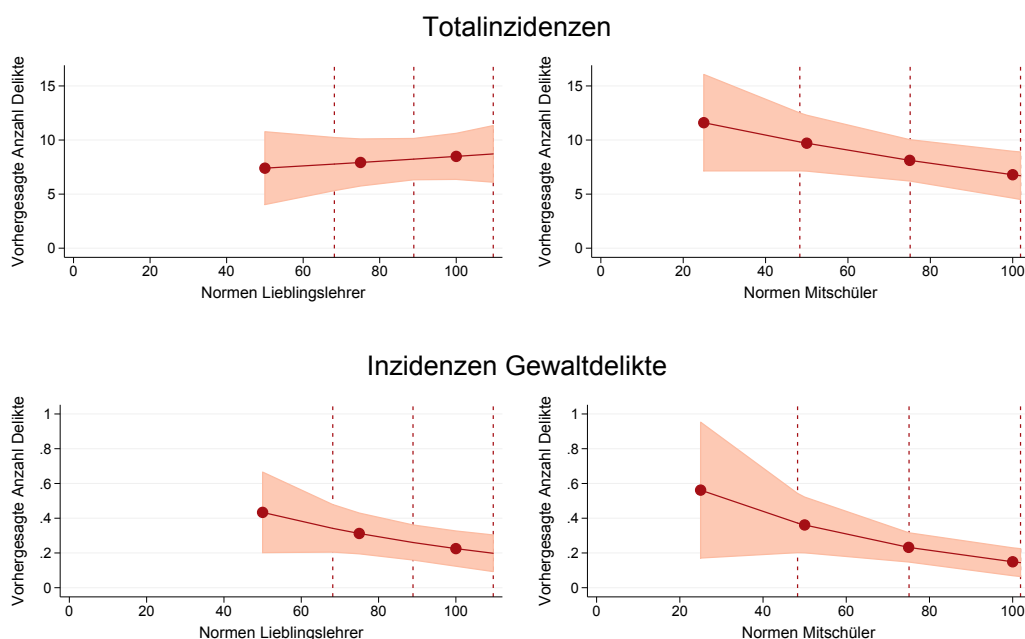 Totalinzidenzen
Vorhergesagte Anzahl Delikte
15
10
5
0
0 20 40 60 80 100
Normen Lieblingslehrer
Vorhergesagte Anzahl Delikte
15
10
5
0
0 20 40 60 80 100
Normen Mitschüler
Inzidenzen Gewaltdelikte
Vorhergesagte Anzahl Delikte
1
.8
.6
.4
.2
0
0 20 40 60 80 100
Normen Lieblingslehrer
Vorhergesagte Anzahl Delikte
1
.8
.6
.4
.2
0
0 20 40 60 80 100
Normen Mitschüler